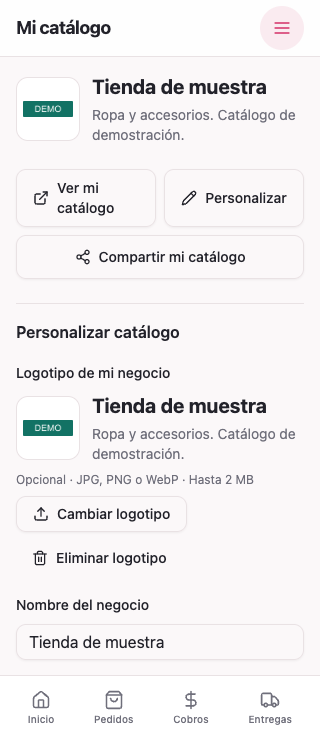 Mi catálogo
DEMO
Tienda de muestra
Ropa y accesorios. Catálogo de
demostración.
Ver mi
catálogo
Personalizar
Compartir mi catálogo
Personalizar catálogo
Logotipo de mi negocio
DEMO
Tienda de muestra
Ropa y accesorios. Catálogo de
demostración.
Opcional · JPG, PNG o WebP · Hasta 2 MB
Cambiar logotipo
Eliminar logotipo
Nombre del negocio
Tienda de muestra
Inicio
Pedidos
Cobros
Entregas